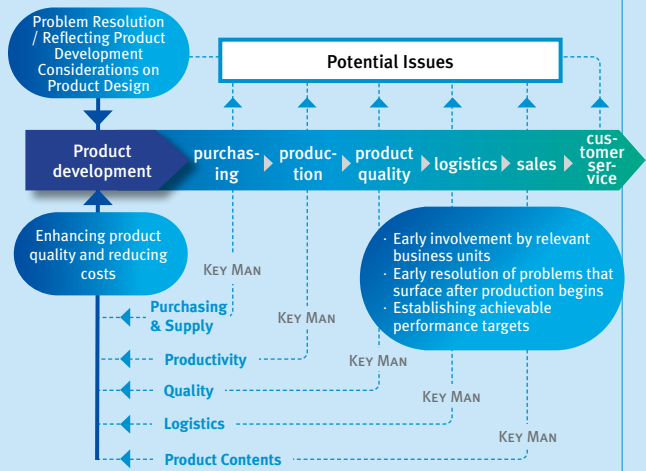 Problem Resolution
/ Reflecting Product
Development
Considerations on
Product Design
Potential Issues
Product
development
purchas-
ing
produc-
tion
product
quality
logistics
sales
cus-
tomer
ser-
vice
Enhancing product
quality and reducing
costs
· Early involvement by relevant
business units
· Early resolution of problems that
surface after production begins
· Establishing achievable
performance targets
KEY MAN
Purchasing
& Supply
KEY MAN
Productivity
KEY MAN
Quality
KEY MAN
Logistics
KEY MAN
Product Contents